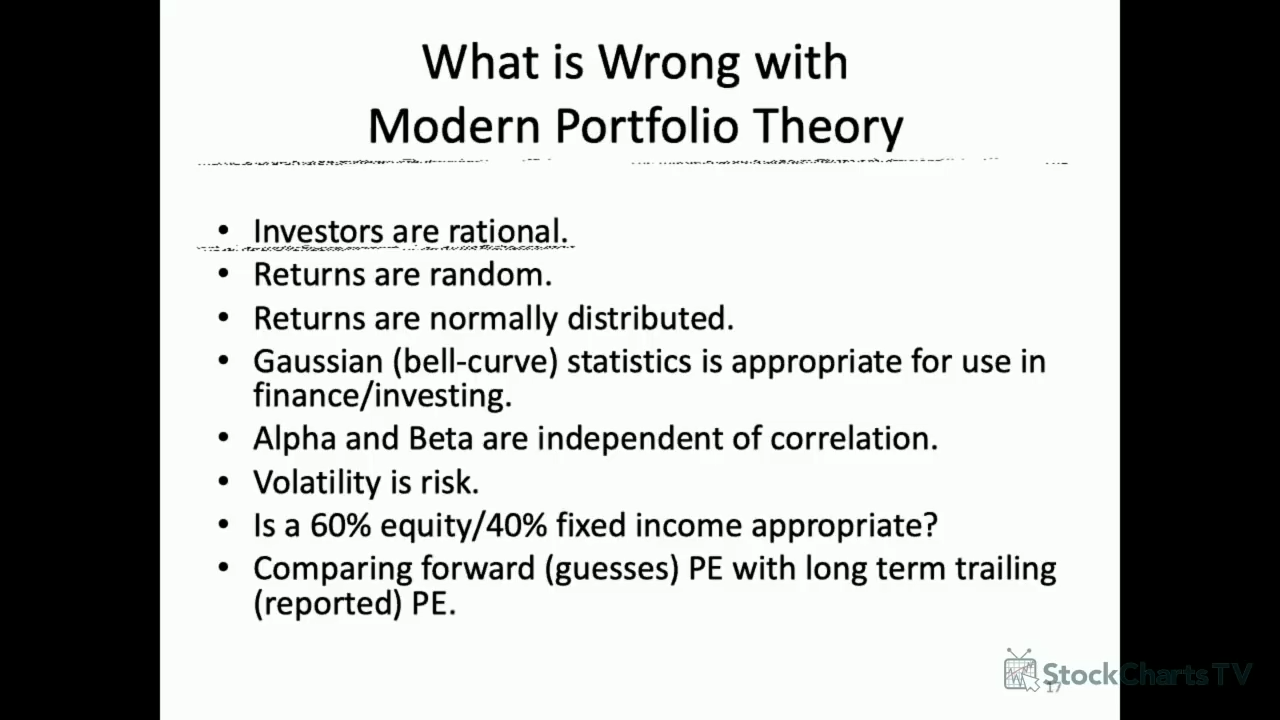 What is Wrong with
Modern Portfolio Theory
• Investors are rational.
• Returns are random.
• Returns are normally distributed.
• Gaussian (bell-curve) statistics is appropriate for use in
finance/investing.
• Alpha and Beta are independent of correlation.
• Volatility is risk.
• Is a 60% equity/40% fixed income appropriate?
• Comparing forward (guesses) PE with long term trailing
(reported) PE.
StockChartsTV
17